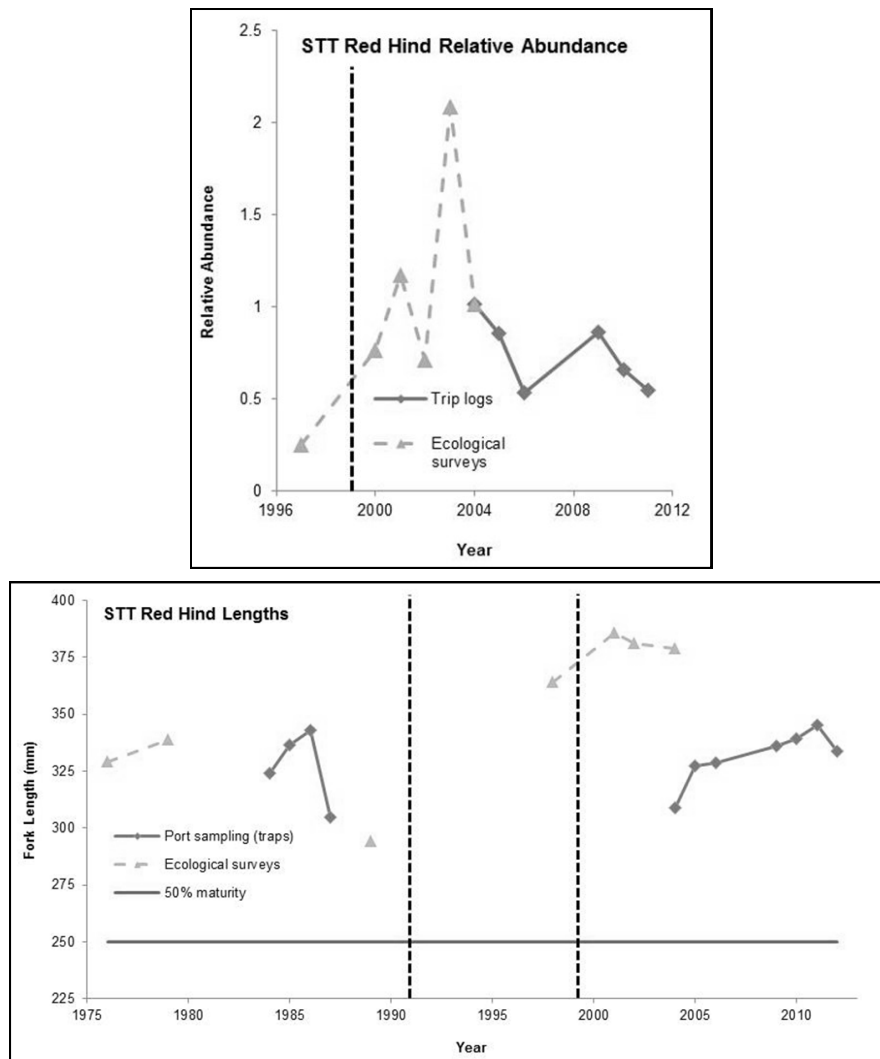 STT Red Hind Relative Abundance
2.5
2
1.5
1
0.5
0
Relative Abundance
Trip logs
Ecological
surveys
1996 2000 2004 2008 2012
Year
STT Red Hind Lengths
400
375
350
325
300
275
250
225
Fork Length (mm)
Port sampling (traps)
Ecological surveys
50% maturity
1975 1980 1985 1990 1995 2000 2005 2010
Year